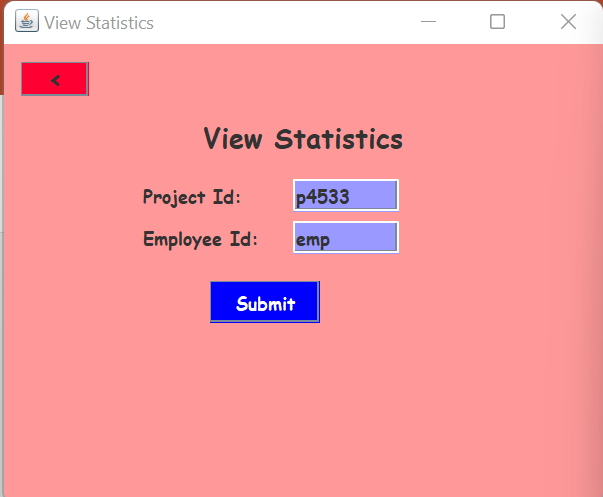 View Statistics
<
View Statistics
Project Id: p4533
Employee Id: emp
Submit